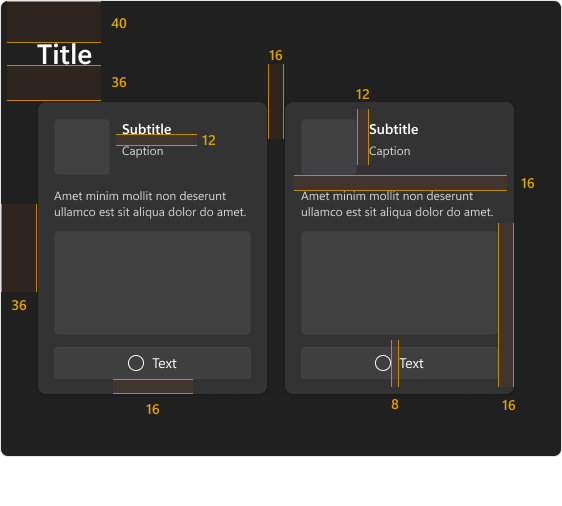 40
Title
16
36
12
Subtitle
12
Caption
Subtitle
Caption
16
Amet minim mollit non deserunt
ullamco est sit aliqua dolor do amet.
Amet minim mollit non deserunt
ullamco est sit aliqua dolor do amet.
36
Text
Text
16
8
16